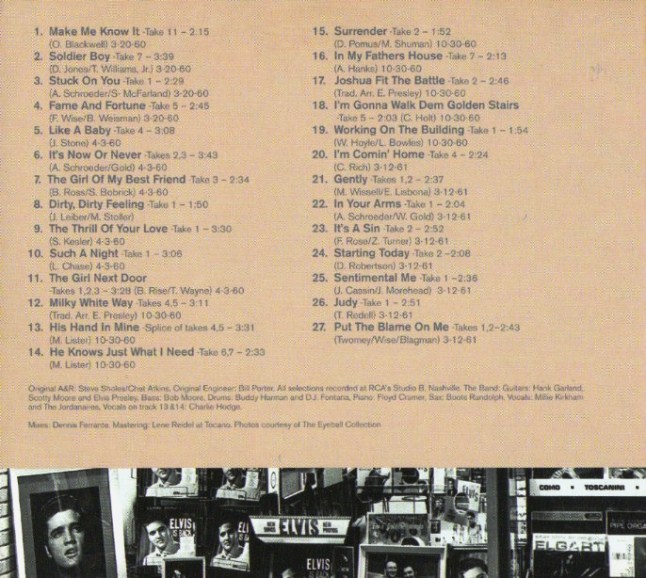 1. Make Me Know It -Take 11 – 2:15
(O. Blackwell) 3-20-60
2. Soldier Boy -Take 7 – 3:39
(D. Jones/T. Williams, Jr.) 3-20-60
3. Stuck On You -Take 1 – 2:29
(A. Schroeder/S- McFarland) 3-20-60
4. Fame And Fortune -Take 5 – 2:45
(F. Wise/B. Weisman) 3-20-60
5. Like A Baby -Take 4 – 3:08
(J. Stone) 4-3-60
6. It's Now Or Never -Takes 2,3 – 3:43
(A. Schroeder/Gold) 4-3-60
7. The Girl Of My Best Friend -Take 3 – 2:34
(B. Ross/S. Bobrick) 4-3-60
8. Dirty, Dirty Feeling -Take 1 – 1:50
(J. Leiber/M. Stoller)
9. The Thrill Of Your Love -Take 1 – 3:30
(S. Kesler) 4-3-60
10. Such A Night -Take 1 – 3:06
(L. Chase) 4-3-60
11. The Girl Next Door
-Takes 1,2,3 – 3:28 (B. Rise/T. Wayne) 4-3-60
12. Milky White Way -Takes 4,5 – 3:11
(Trad. Arr. E. Presley) 10-30-60
13. His Hand In Mine -Splice of takes 4,5 – 3:31
(M. Lister) 10-30-60
14. He Knows Just What I Need -Take 6,7 – 2:33
(M. Lister) 10-30-60
15. Surrender -Take 2 – 1:52
(D. Pomus/M. Shuman) 10-30-60
16. In My Fathers House -Take 7 – 2:13
(A. Hanks) 10-30-60
17. Joshua Fit The Battle -Take 2 – 2:46
(Trad. Arr. E. Presley) 10-30-60
18. I'm Gonna Walk Dem Golden Stairs
-Take 5 – 2:03 (C. Holt) 10-30-60
19. Working On The Building -Take 1 – 1:54
(W. Hoyle/L. Bowles) 10-30-60
20. I'm Comin' Home -Take 4 – 2:24
(C. Rich) 3-12-61
21. Gently -Takes 1,2 – 2:37
(M. Wissell/E. Lisbona) 3-12-61
22. In Your Arms -Take 1 – 2:04
(A. Schroeder/W. Gold) 3-12-61
23. It's A Sin -Take 2 – 2:52
(F. Rose/Z. Turner) 3-12-61
24. Starting Today -Take 2 –2:08
(D. Robertson) 3-12-61
25. Sentimental Me -Take 1 –2:36
(J. Cassin/J. Morehead) 3-12-61
26. Judy -Take 1 – 2:51
(T. Redell) 3-12-61
27. Put The Blame On Me -Takes 1,2–2:43
(Twomey/Wise/Blagman) 3-12-61
Original A&R: Steve Sholes/Chet Atkins, Original Engineer: Bill Porter, All selections recorded at RCA's Studio B, Nashville. The Band: Guitars: Hank Garland,
Scotty Moore and Elvis Presley, Bass: Bob Moore, Drums: Buddy Harman and D.J. Fontana, Piano: Floyd Cramer, Sax: Boots Randolph, Vocals: Millie Kirkham
and The Jordanaires, Vocals on track 13 &14: Charlie Hodge.
Mixes: Dennis Ferrante. Mastering: Lene Reidel at Tocano. Photos courtesy of The Eyeball Collection
COMO • TOSCANINI •
ELVIS
IS BACK
ELVIS
ELVIS
ELGART